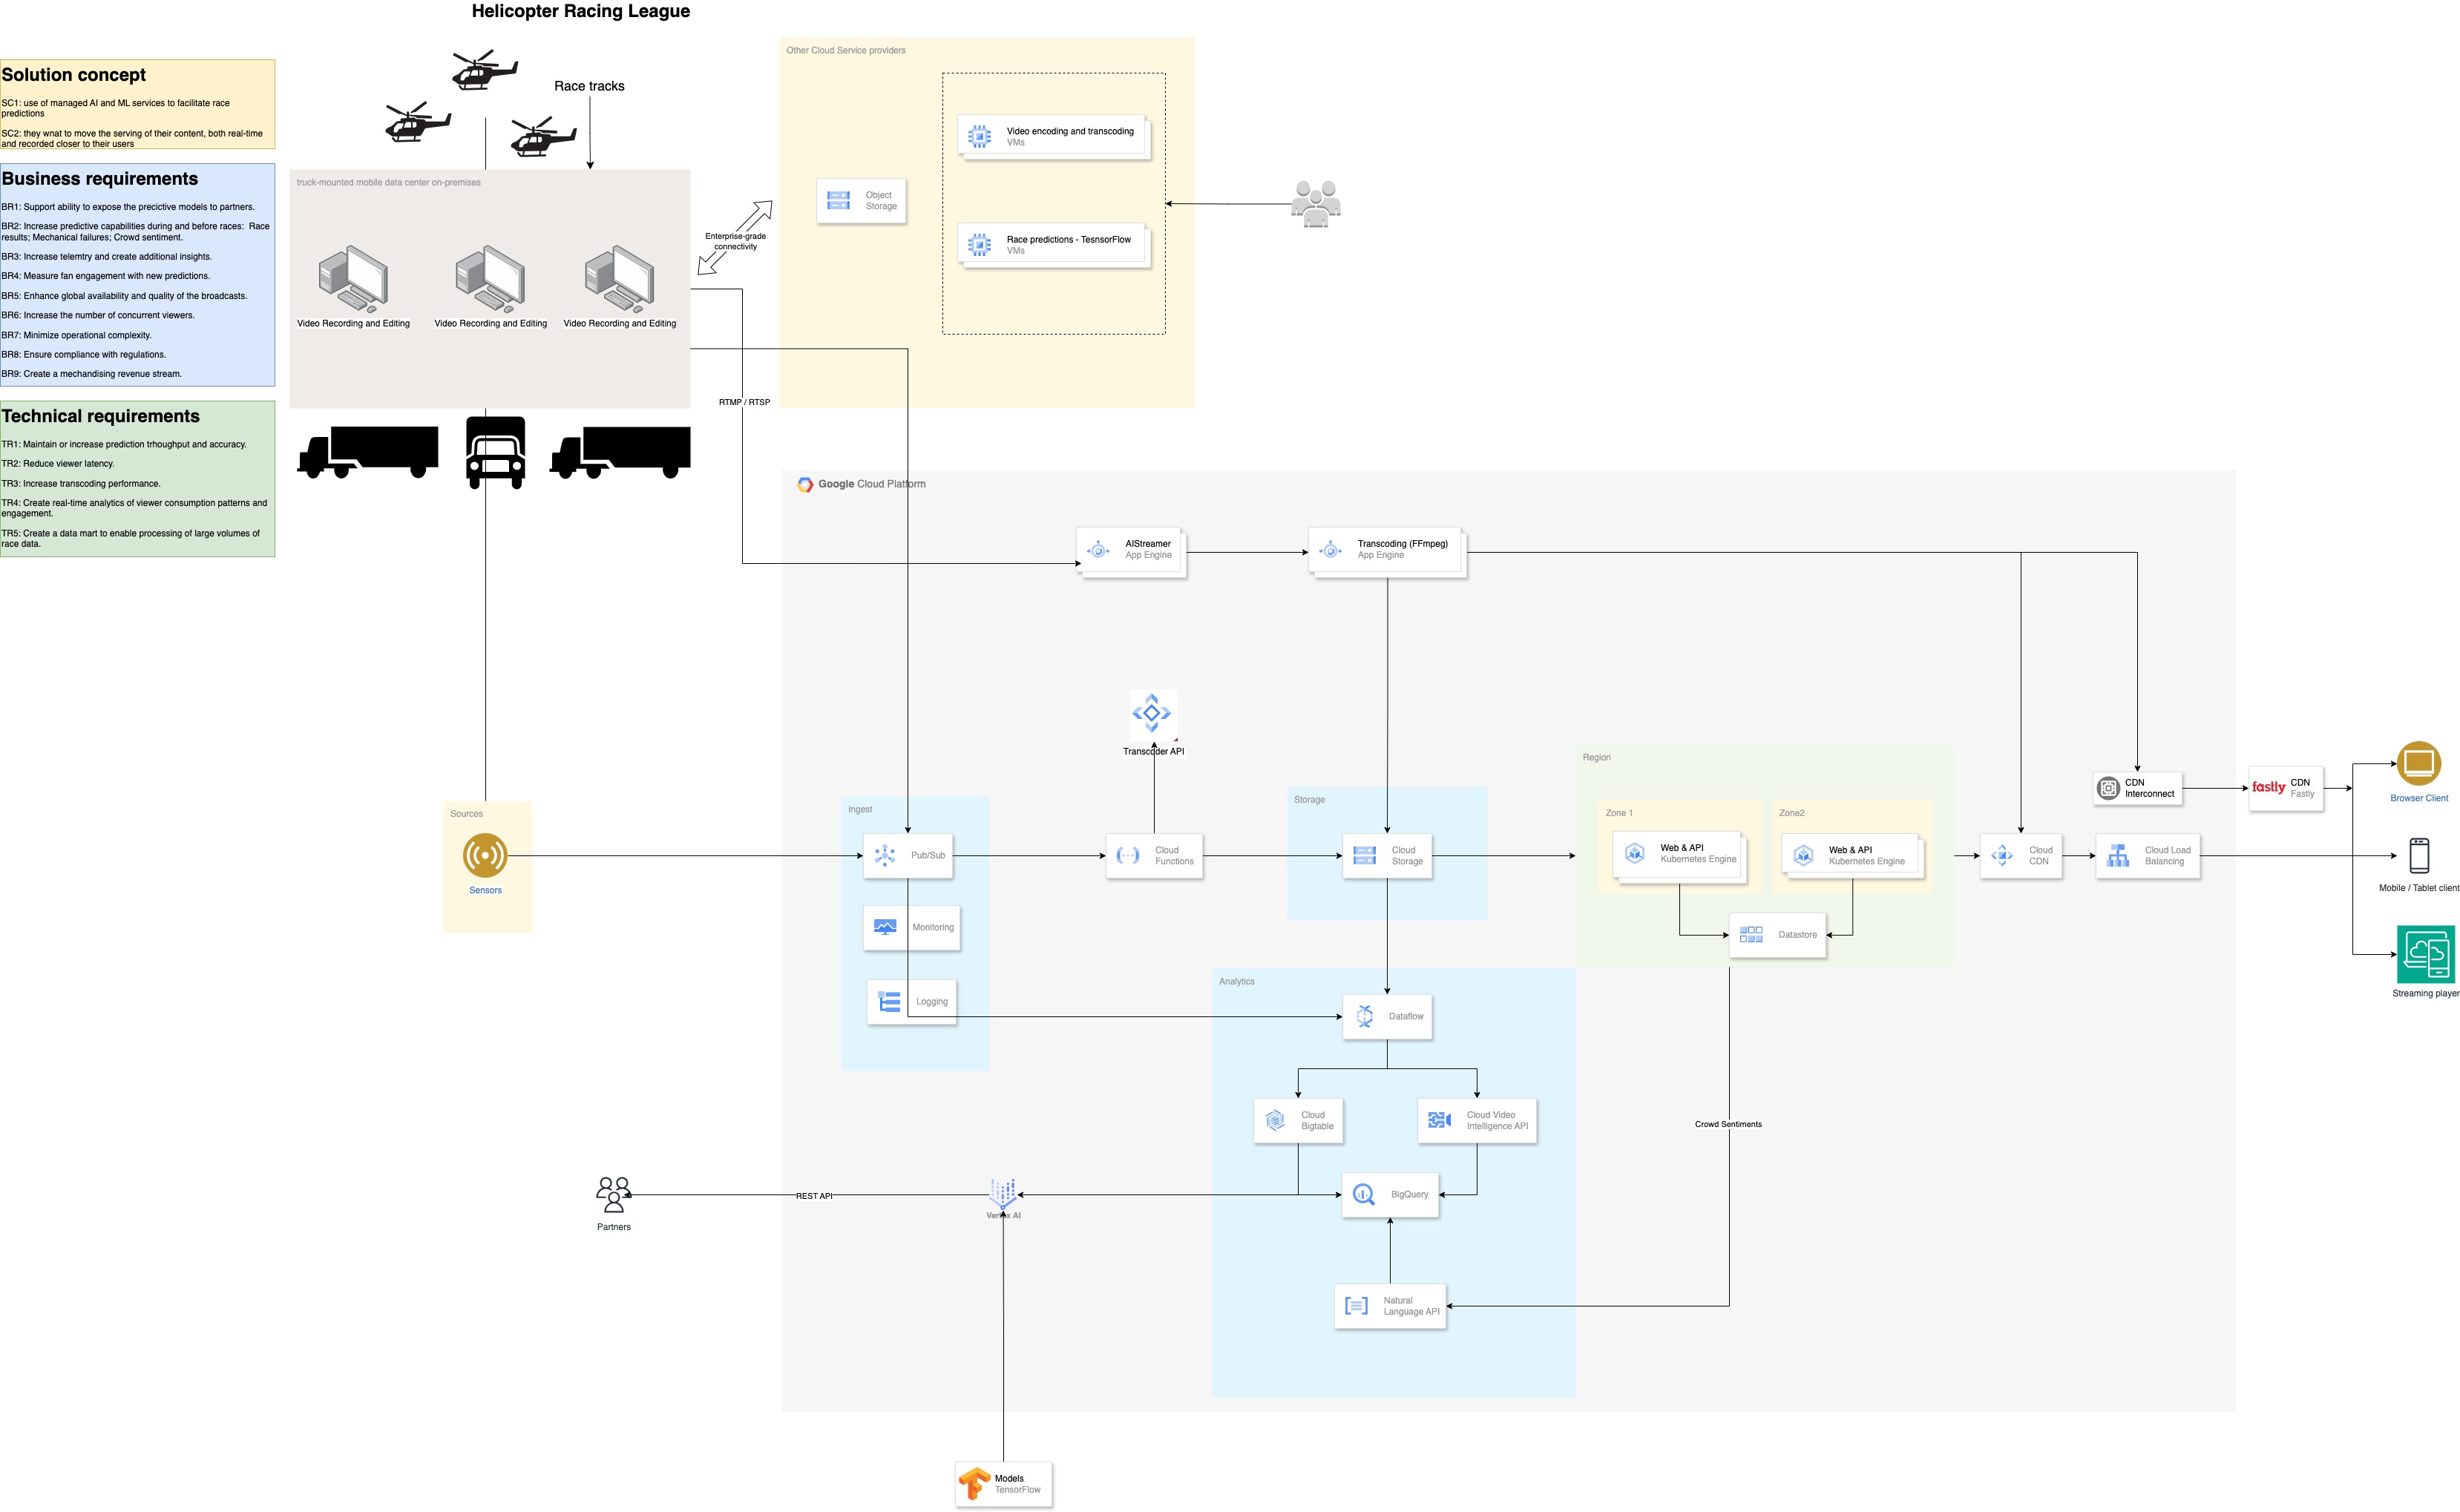 Helicopter Racing League
Solution concept
SC1: use of managed AI and ML services to facilitate race
predictions
SC2: they wnat to move the serving of their content, both real-time
and recorded closer to their users
Business requirements
BR1: Support ability to expose the precictive models to partners.
BR2: Increase predictive capabilities during and before races: Race
results; Mechanical failures; Crowd sentiment.
BR3: Increase telemtry and create additional insights.
BR4: Measure fan engagement with new predictions.
BR5: Enhance global availability and quality of the broadcasts.
BR6: Increase the number of concurrent viewers.
BR7: Minimize operational complexity.
BR8: Ensure compliance with regulations.
BR9: Create a mechandising revenue stream.
Technical requirements
TR1: Maintain or increase prediction trhoughput and accuracy.
TR2: Reduce viewer latency.
TR3: Increase transcoding performance.
TR4: Create real-time analytics of viewer consumption patterns and
engagement.
TR5: Create a data mart to enable processing of large volumes of
race data.
Race tracks
truck-mounted mobile data center on-premises
Video Recording and Editing
Video Recording and Editing
Video Recording and Editing
Enterprise-grade
connectivity
Other Cloud Service providers
Object
Storage
Video encoding and transcoding
VMs
Race predictions - TesnsorFlow
VMs
RTMP / RTSP
Google Cloud Platform
AIStreamer
App Engine
Transcoding (FFmpeg)
App Engine
Transcoder API
Sources
Sensors
Ingest
Pub/Sub
Monitoring
Logging
Cloud
Functions
Storage
Cloud
Storage
Region
Zone 1
Web & API
Kubernetes Engine
Zone2
Web & API
Kubernetes Engine
Datastore
Cloud
CDN
Cloud Load
Balancing
CDN
Interconnect
fastly
CDN
Fastly
Browser Client
Mobile / Tablet client
Streaming player
Analytics
Dataflow
Cloud
Bigtable
Cloud Video
Intelligence API
BigQuery
Natural
Language API
Crowd Sentiments
Vertex AI
REST API
Partners
Models
TensorFlow